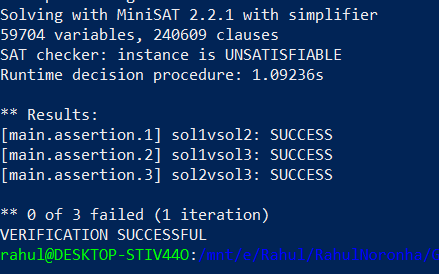 Solving with MiniSAT 2.2.1 with simplifier
59704 variables, 240609 clauses
SAT checker: instance is UNSATISFIABLE
Runtime decision procedure: 1.09236s
** Results:
[main.assertion.1] sol1vsol2: SUCCESS
[main.assertion.2] sol1vsol3: SUCCESS
[main.assertion.3] sol2vsol3: SUCCESS
** 0 of 3 failed (1 iteration)
VERIFICATION SUCCESSFUL
rahul@DESKTOP-STIV44O:/mnt/c/Rahul/